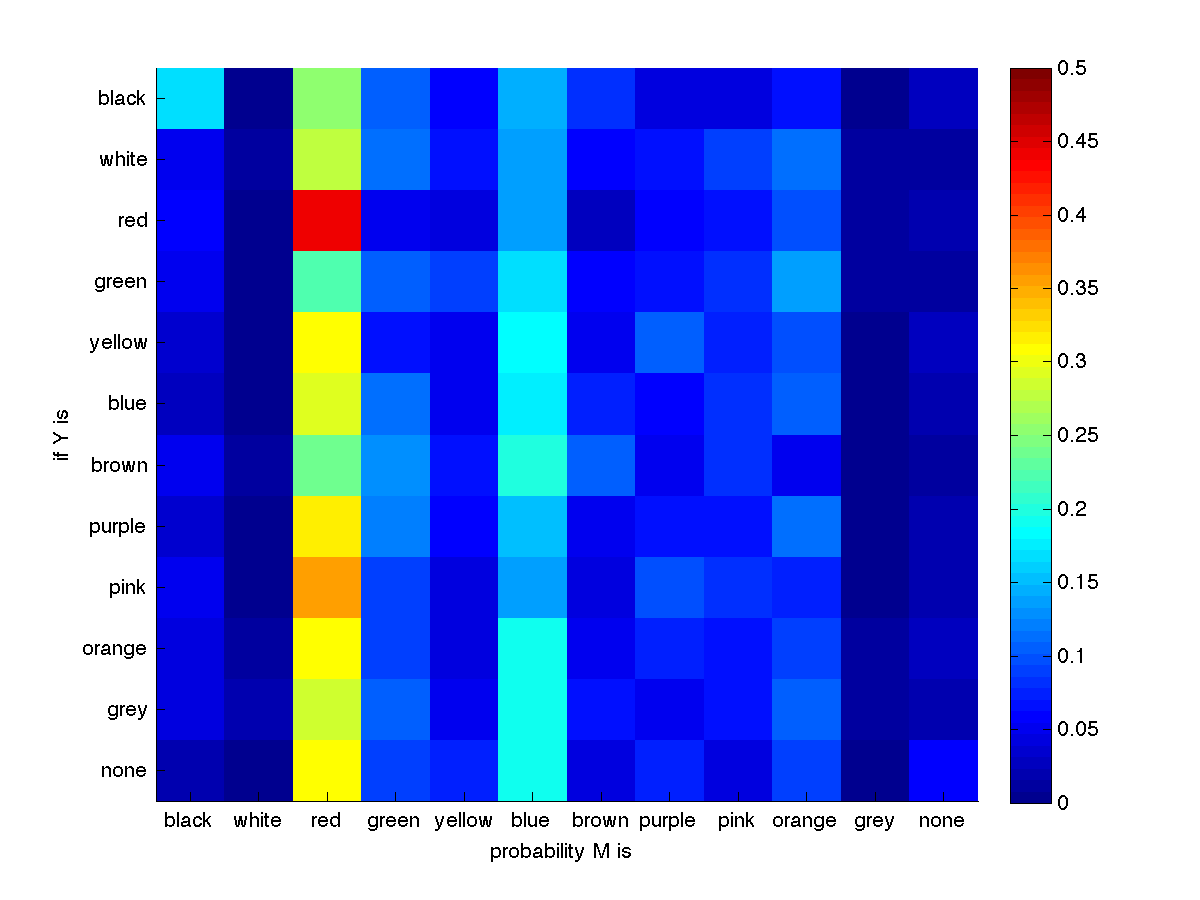 black
white
red
green
yellow
blue
brown
purple
pink
orange
grey
none
if Y is
black white red green yellow blue brown purple pink orange grey none
probability M is
0.5
0.45
0.4
0.35
0.3
0.25
0.2
0.15
0.1
0.05
0